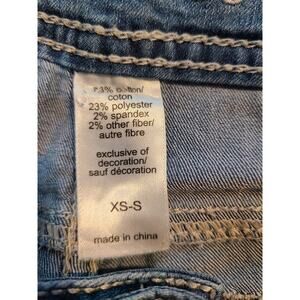 cotton/
coton
23% polyester
2% spandex
2% other fiber/
autre fibre
exclusive of
decoration/
sauf décoration
XS-S
made in china